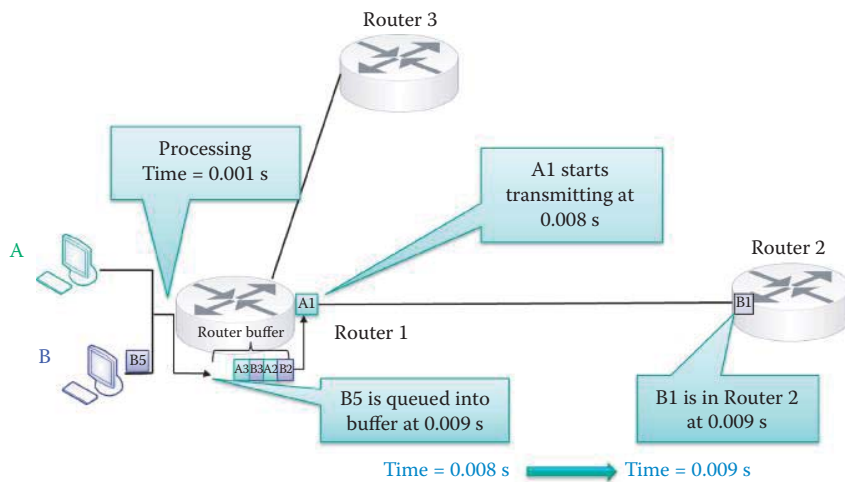 Router 3
Processing
Time = 0.001 s
A1 starts
transmitting at
0.008 s
A
Router 2
A1
B1
Router buffer
Router 1
B
B5
A3 B3 A2 B2
B5 is queued into
buffer at 0.009 s
B1 is in Router 2
at 0.009 s
Time = 0.008 s
Time = 0.009 s